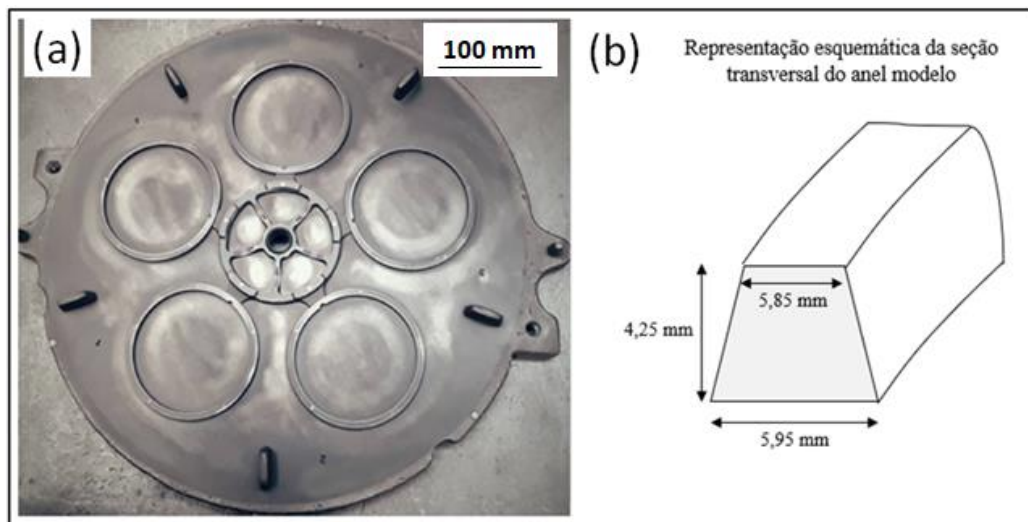 (a)
100 mm
(b)
Representação esquemática da seção
transversal do anel modelo
5,85 mm
4,25 mm
5,95 mm